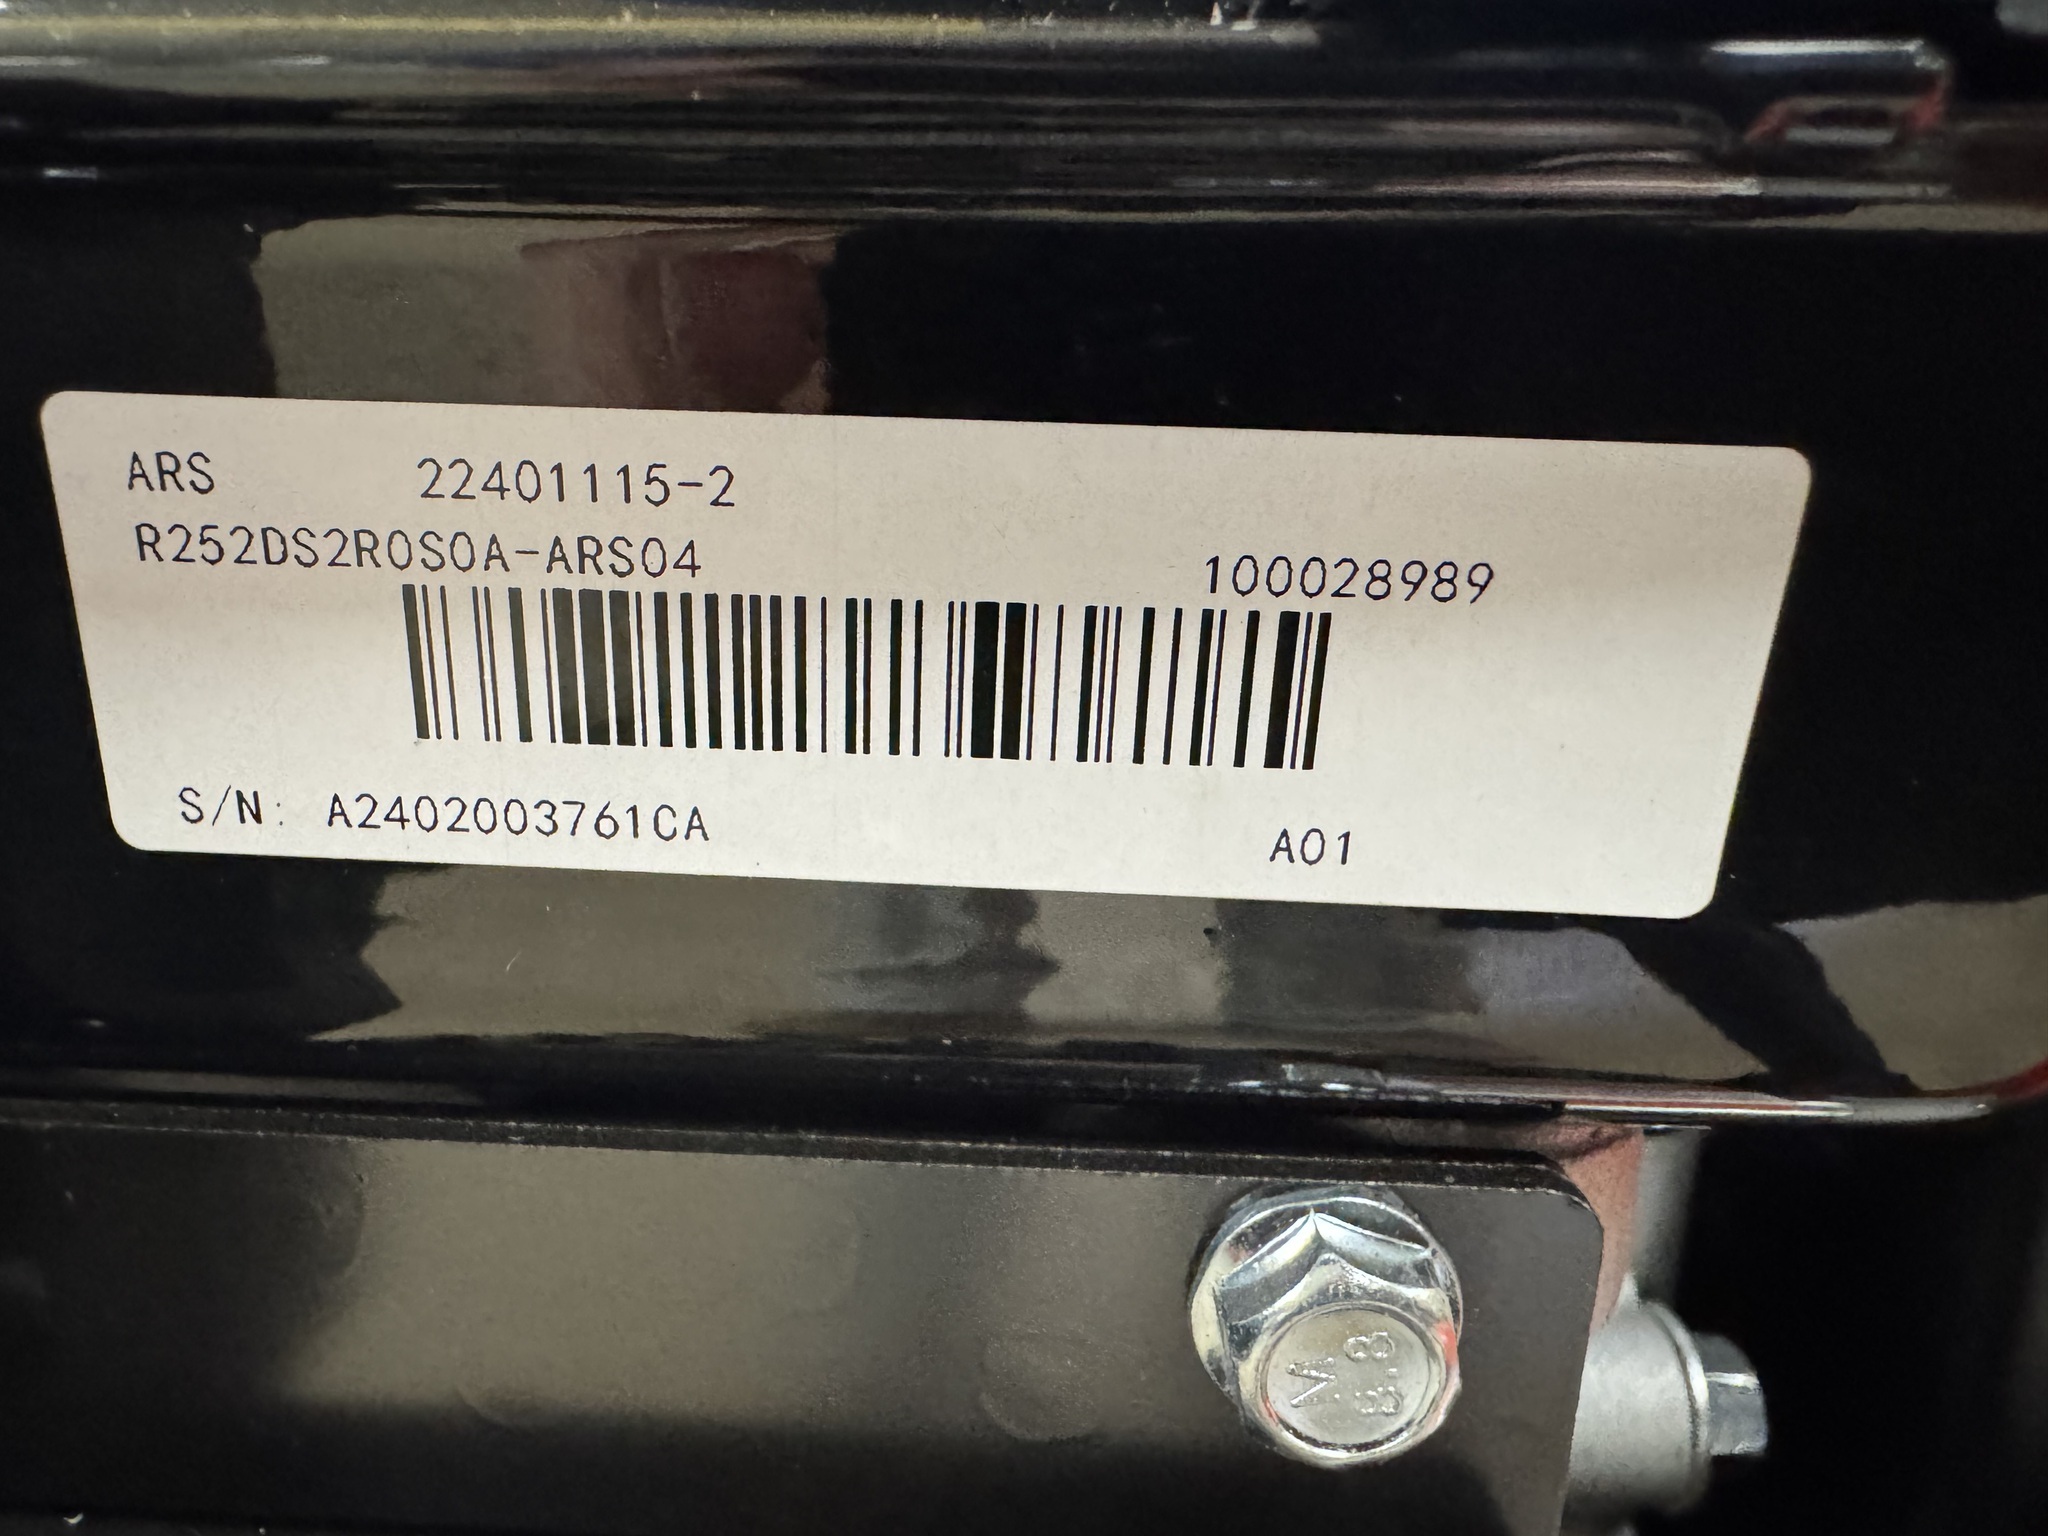 ARS 22401115-2
R252DS2R0S0A-ARS04 100028989
S/N: A2402003761CA A01
M
8.8